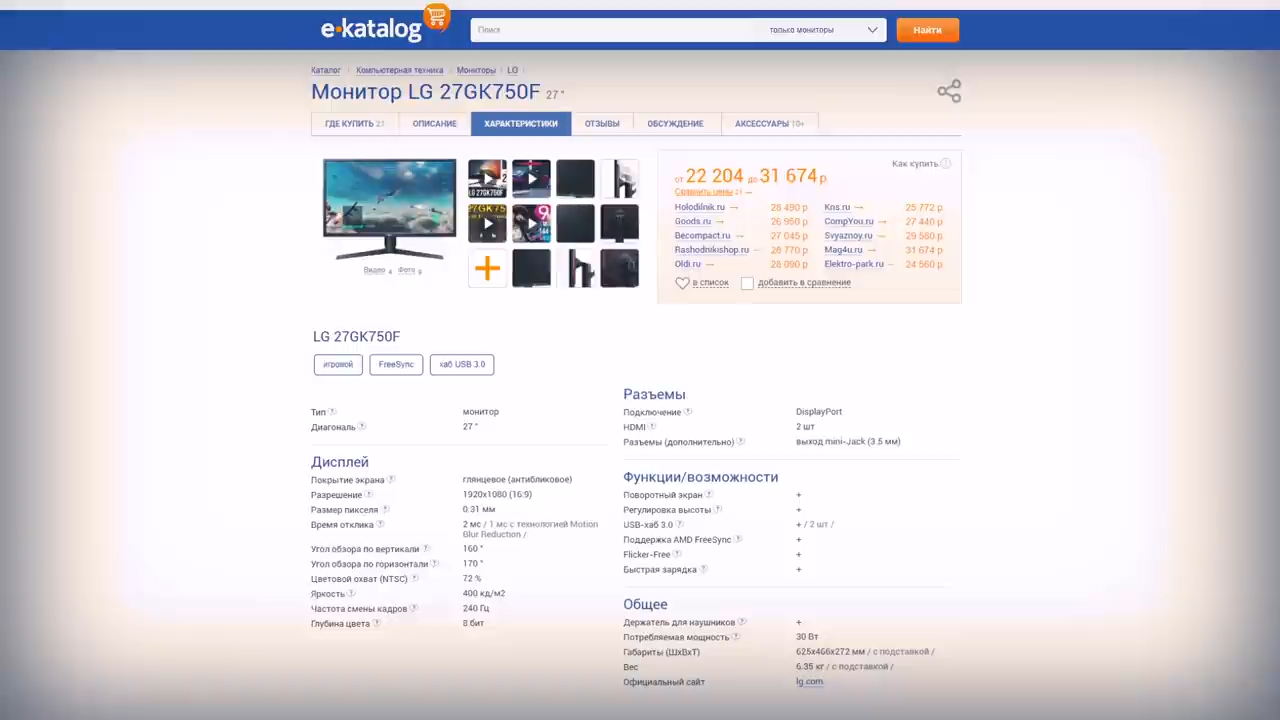 e·katalog
Поиск
только мониторы
Найти
Каталог
Компьютерная техника
Мониторы
LG
Монитор LG 27GK750F 27 "
ГДЕ КУПИТЬ 21
ОПИСАНИЕ
ХАРАКТЕРИСТИКИ
ОТЗЫВЫ
ОБСУЖДЕНИЕ
АКСЕССУАРЫ 10+
Как купить
от 22 204 до 31 674 р
Сравнить цены 21 →
Holodilnik.ru → 28 490 р
Kns.ru → 25 772 р
Goods.ru → 26 950 р
CompYou.ru → 27 440 р
Becompact.ru → 27 045 р
Svyaznoy.ru → 29 580 р
Rashodnikishop.ru → 28 770 р
Mag4u.ru → 31 674 р
Oldi.ru → 28 090 р
Elektro-park.ru → 24 560 р
в список
добавить в сравнение
Видео 4 Фото 9
LG 27GK750F
игровой
FreeSync
хаб USB 3.0
Тип монитор
Диагональ 27 "
Дисплей
Покрытие экрана глянцевое (антибликовое)
Разрешение 1920x1080 (16:9)
Размер пикселя 0.31 мм
Время отклика 2 мс / 1 мс с технологией Motion
Blur Reduction /
Угол обзора по вертикали 160 °
Угол обзора по горизонтали 170 °
Цветовой охват (NTSC) 72 %
Яркость 400 кд/м2
Частота смены кадров 240 Гц
Глубина цвета 8 бит
Разъемы
Подключение DisplayPort
HDMI 2 шт
Разъемы (дополнительно) выход mini-Jack (3.5 мм)
Функции/возможности
Поворотный экран +
Регулировка высоты +
USB-хаб 3.0 + / 2 шт /
Поддержка AMD FreeSync +
Flicker-Free +
Быстрая зарядка +
Общее
Держатель для наушников +
Потребляемая мощность 30 Вт
Габариты (ШхВхТ) 625x466x272 мм / с подставкой /
Вес 6.35 кг / с подставкой /
Официальный сайт lg.com